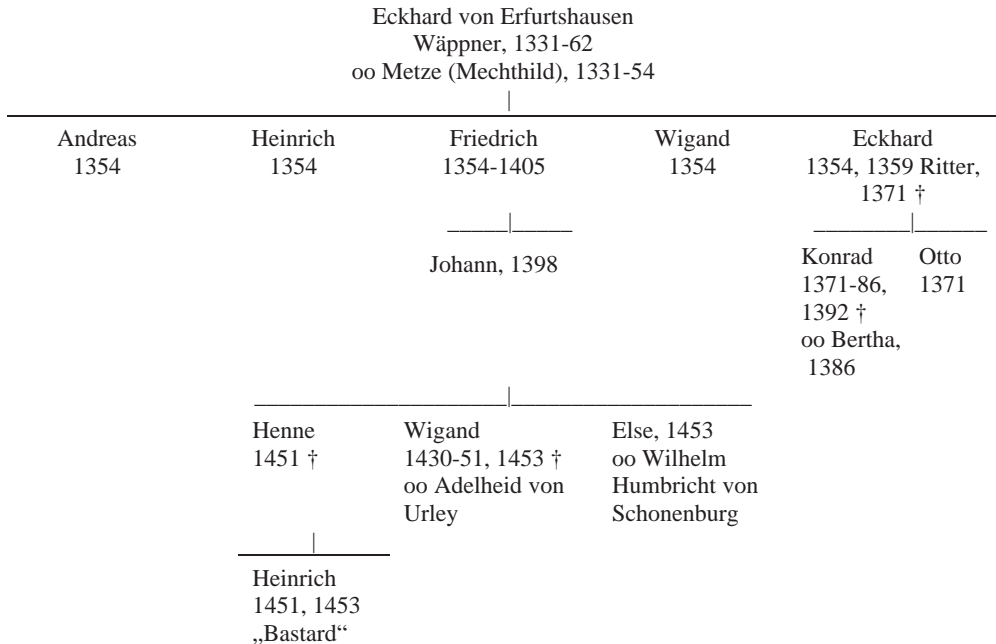 Eckhard von Erfurtshausen
Wäppner, 1331-62
oo Metze (Mechthild), 1331-54
Andreas
1354
Heinrich
1354
Friedrich
1354-1405
Wigand
1354
Eckhard
1354, 1359 Ritter,
1371 †
Johann, 1398
Konrad
1371-86,
1392 †
oo Bertha,
1386
Otto
1371
Henne
1451 †
Wigand
1430-51, 1453 †
oo Adelheid von
Urley
Else, 1453
oo Wilhelm
Humbricht von
Schonenburg
Heinrich
1451, 1453
„Bastard“